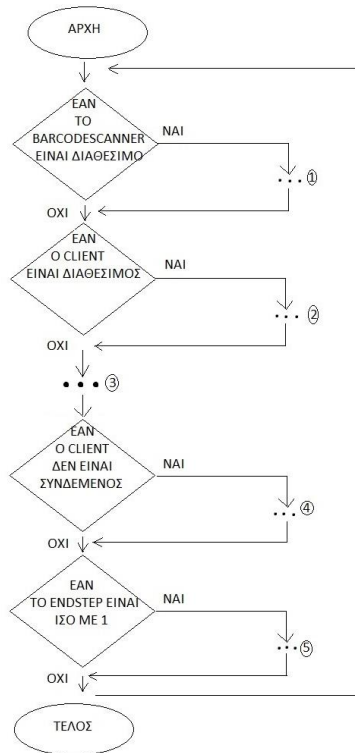 ΑΡΧΗ
ΕΑΝ
ΤΟ
BARCODESCANNER
ΕΙΝΑΙ ΔΙΑΘΕΣΙΜΟ
ΝΑΙ
... ①
ΟΧΙ
ΕΑΝ
Ο CLIENT
ΕΙΝΑΙ ΔΙΑΘΕΣΙΜΟΣ
ΝΑΙ
... ②
ΟΧΙ
... ③
ΕΑΝ
Ο CLIENT
ΔΕΝ ΕΙΝΑΙ
ΣΥΝΔΕΜΕΝΟΣ
ΝΑΙ
... ④
ΟΧΙ
ΕΑΝ
ΤΟ ENDSTEP ΕΙΝΑΙ
ΙΣΟ ΜΕ 1
ΝΑΙ
... ⑤
ΟΧΙ
ΤΕΛΟΣ